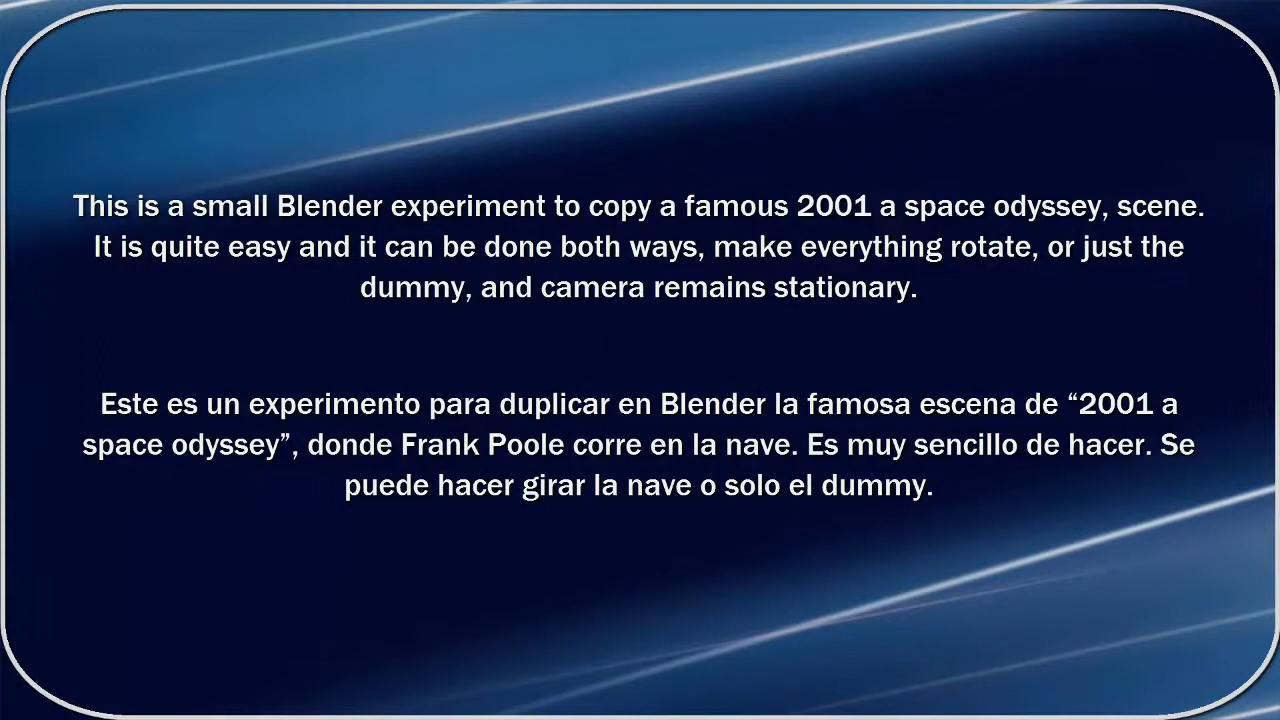 This is a small Blender experiment to copy a famous 2001 a space odyssey, scene.
It is quite easy and it can be done both ways, make everything rotate, or just the
dummy, and camera remains stationary.
Este es un experimento para duplicar en Blender la famosa escena de “2001 a
space odyssey”, donde Frank Poole corre en la nave. Es muy sencillo de hacer. Se
puede hacer girar la nave o solo el dummy.